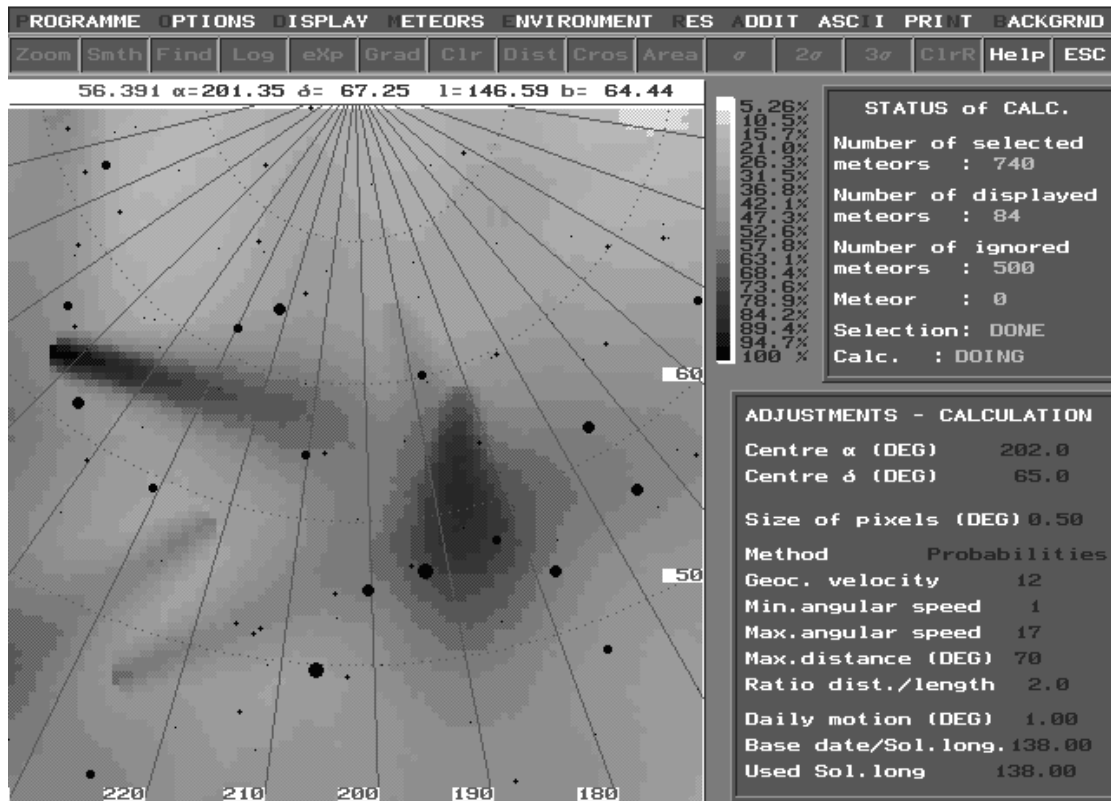 PROGRAMME OPTIONS DISPLAY METEORS ENVIRONMENT RES ADDIT ASCII PRINT BACKGRND
Zoom Smth Find Log eXp Grad Clr Dist Cros Area σ 2σ 3σ ClrR Help ESC
56.391 α=201.35 δ= 67.25 l=146.59 b= 64.44
5.26%
10.5%
15.7%
21.0%
26.3%
31.5%
36.8%
42.1%
47.3%
52.6%
57.8%
63.1%
68.4%
73.6%
78.9%
84.2%
89.4%
94.7%
100 %
STATUS of CALC.
Number of selected
meteors : 740
Number of displayed
meteors : 84
Number of ignored
meteors : 500
Meteor : 0
Selection: DONE
Calc. : DOING
60
50
220 210 200 190 180
ADJUSTMENTS - CALCULATION
Centre α (DEG) 202.0
Centre δ (DEG) 65.0
Size of pixels (DEG) 0.50
Method Probabilities
Geoc. velocity 12
Min.angular speed 1
Max.angular speed 17
Max.distance (DEG) 70
Ratio dist./length 2.0
Daily motion (DEG) 1.00
Base date/Sol.long. 138.00
Used Sol.long 138.00